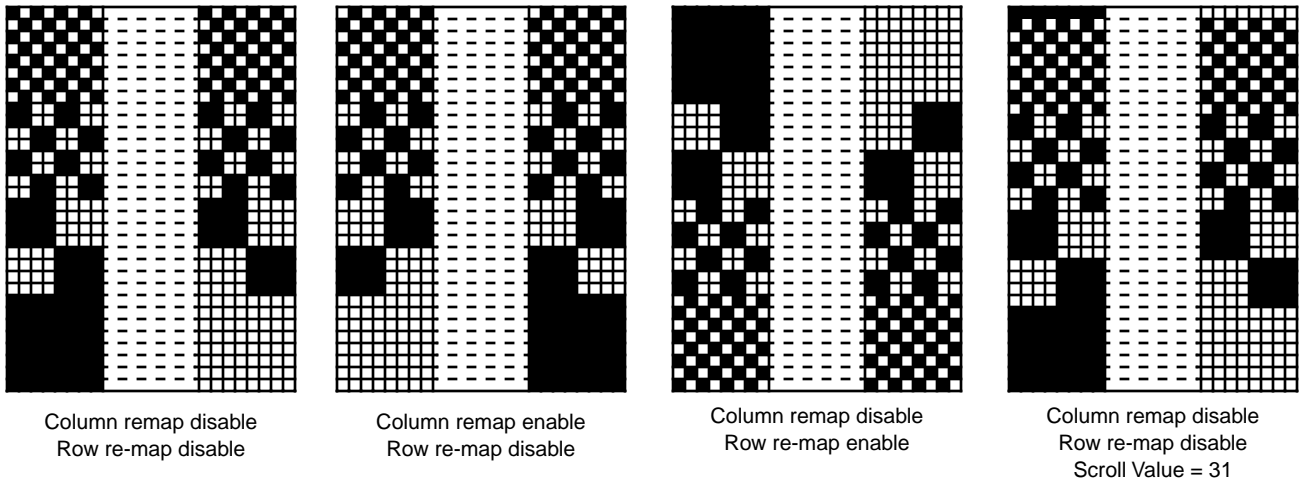 Column remap disable
Row re-map disable
Column remap enable
Row re-map disable
Column remap disable
Row re-map enable
Column remap disable
Row re-map disable
Scroll Value = 31